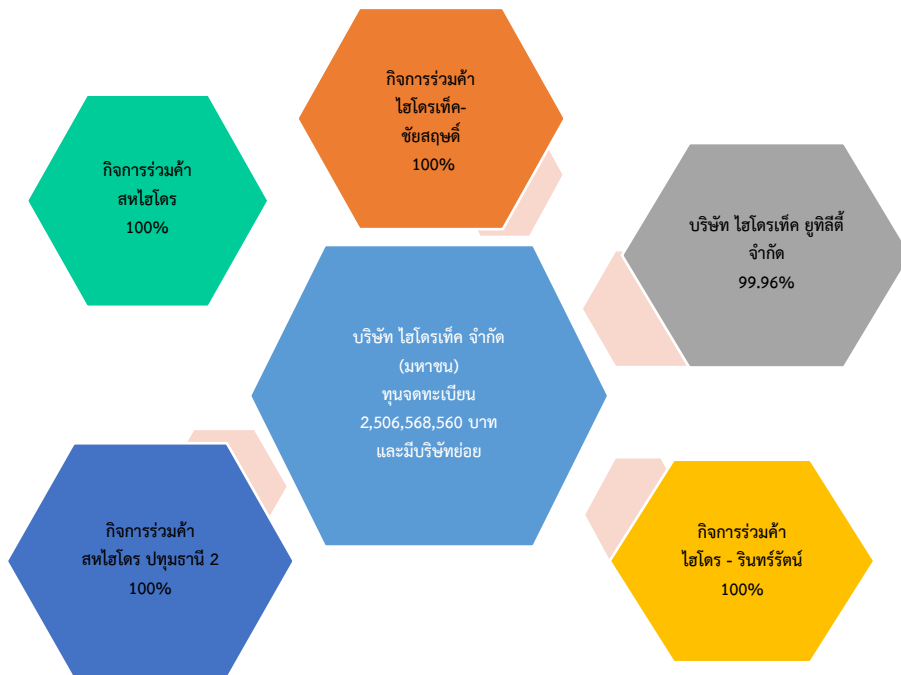 กิจการร่วมค้า
ไฮโดรเท็ค-
ชัยสฤษดิ์
100%
กิจการร่วมค้า
สหไฮโดร
100%
บริษัท ไฮโดรเท็ค ยูทิลีตี้
จำกัด
99.96%
บริษัท ไฮโดรเท็ค จำกัด
(มหาชน)
ทุนจดทะเบียน
2,506,568,560 บาท
และมีบริษัทย่อย
กิจการร่วมค้า
สหไฮโดร ปทุมธานี 2
100%
กิจการร่วมค้า
ไฮโดร - รินทร์รัตน์
100%